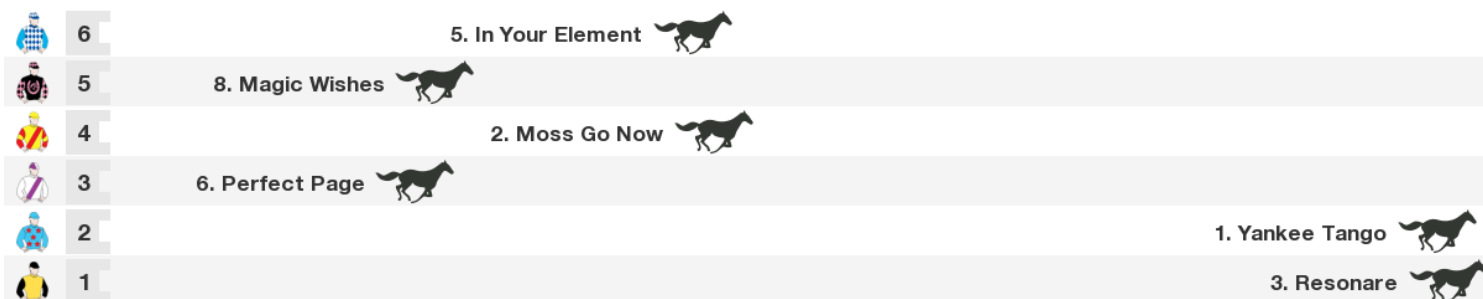 6 5. In Your Element
5 8. Magic Wishes
4 2. Moss Go Now
3 6. Perfect Page
2 1. Yankee Tango
1 3. Resonare